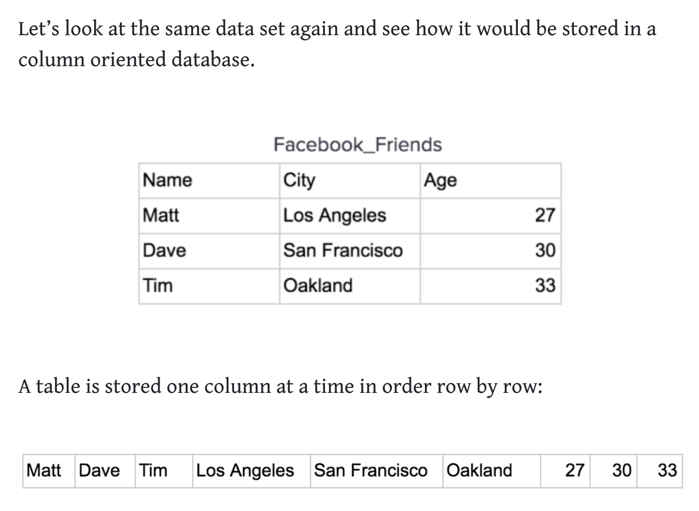 Let’s look at the same data set again and see how it would be stored in a
column oriented database.
Facebook_Friends
Name City Age
Matt Los Angeles 27
Dave San Francisco 30
Tim Oakland 33
A table is stored one column at a time in order row by row:
Matt Dave Tim Los Angeles San Francisco Oakland 27 30 33